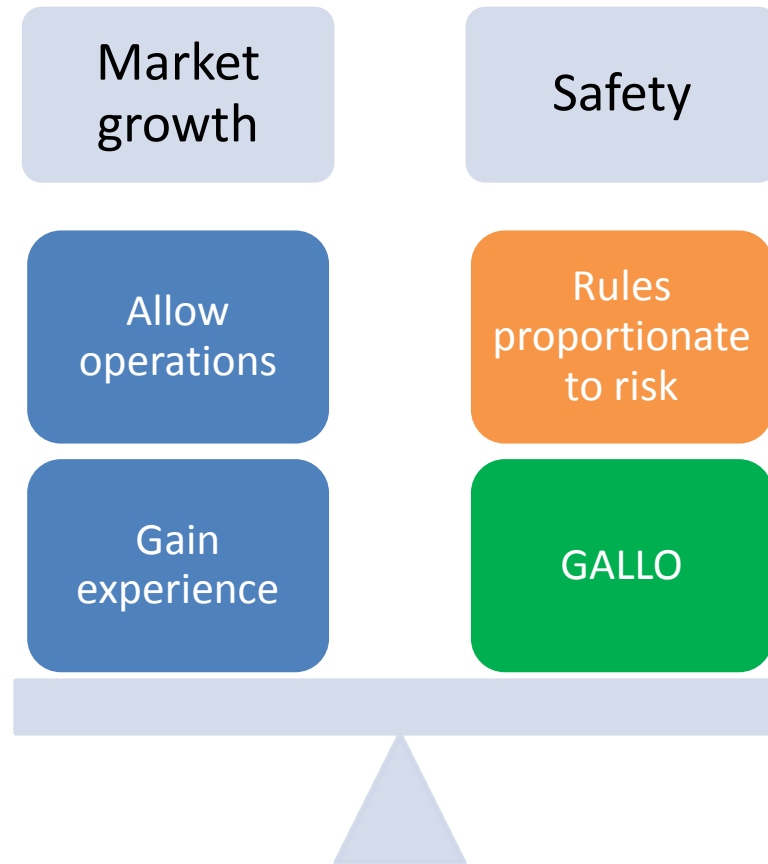 Market
growth
Safety
Allow
operations
Rules
proportionate
to risk
Gain
experience
GALLO